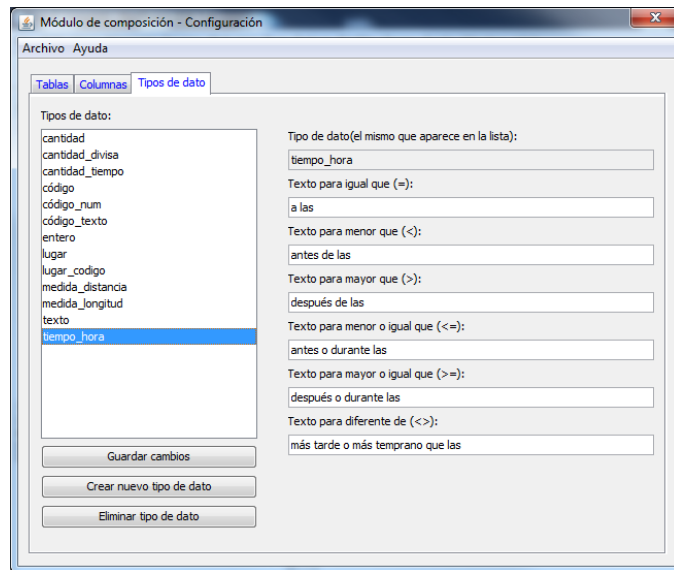 Módulo de composición - Configuración
Archivo Ayuda
Tablas Columnas Tipos de dato
Tipos de dato:
cantidad
cantidad_divisa
cantidad_tiempo
código
código_num
código_texto
entero
lugar
lugar_codigo
medida_distancia
medida_longitud
texto
tiempo_hora
Guardar cambios
Crear nuevo tipo de dato
Eliminar tipo de dato
Tipo de dato(el mismo que aparece en la lista):
tiempo_hora
Texto para igual que (=):
a las
Texto para menor que (<):
antes de las
Texto para mayor que (>):
después de las
Texto para menor o igual que (<=):
antes o durante las
Texto para mayor o igual que (>=):
después o durante las
Texto para diferente de (<>):
más tarde o más temprano que las